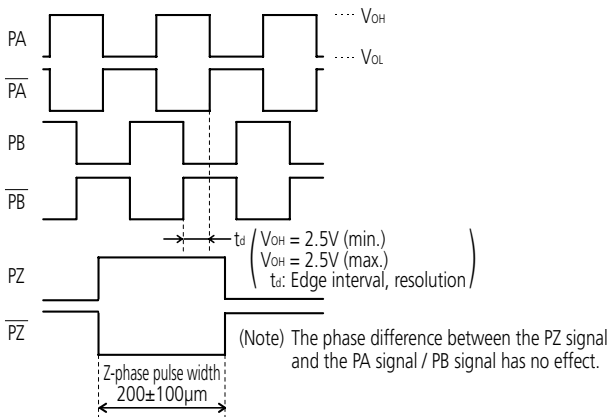 PA
VOH
VOL
PA
PB
PB
td
VOH = 2.5V (min.)
VOH = 2.5V (max.)
td: Edge interval, resolution
PZ
PZ
(Note) The phase difference between the PZ signal
and the PA signal / PB signal has no effect.
Z-phase pulse width
200±100μm